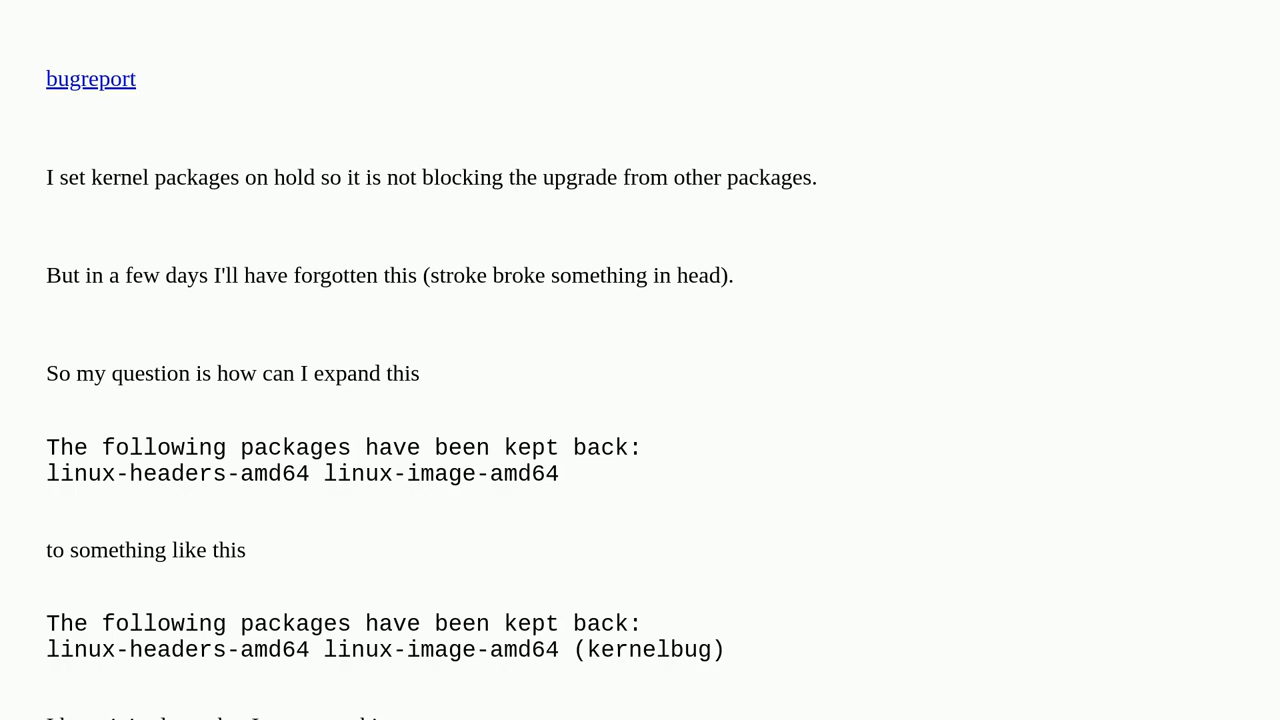 bugreport
I set kernel packages on hold so it is not blocking the upgrade from other packages.
But in a few days I'll have forgotten this (stroke broke something in head).
So my question is how can I expand this
The following packages have been kept back:
linux-headers-amd64 linux-image-amd64
to something like this
The following packages have been kept back:
linux-headers-amd64 linux-image-amd64 (kernelbug)